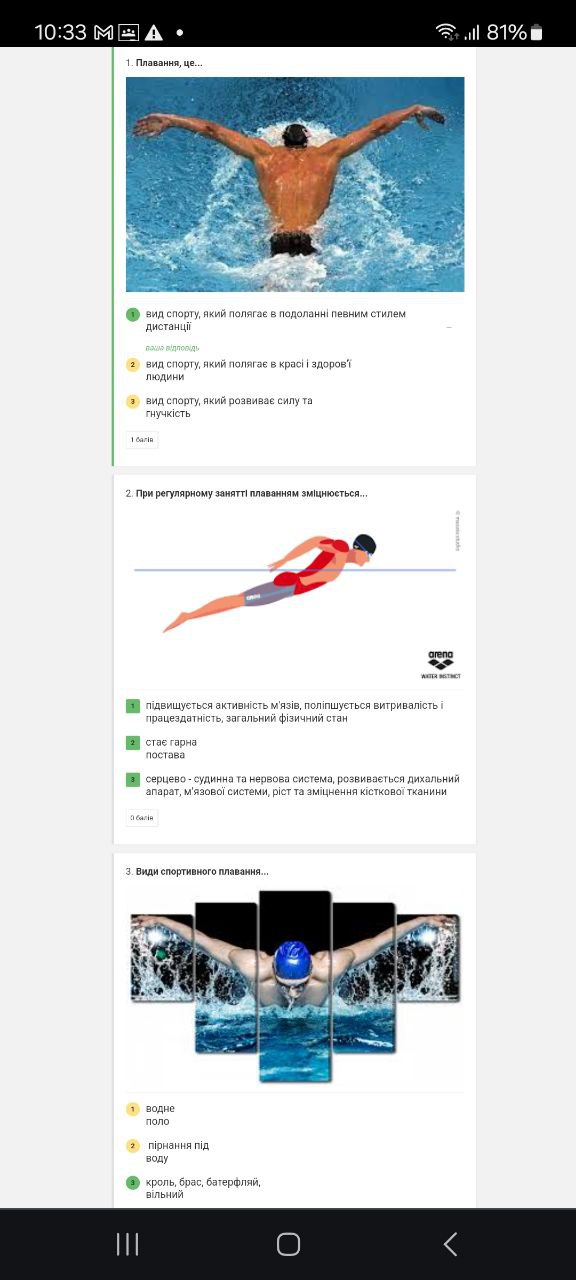 10:33 81%
1. Плавання, це...
1 вид спорту, який полягає в подоланні певним стилем
дистанції
ваша відповідь
2 вид спорту, який полягає в красі і здоров'ї
людини
3 вид спорту, який розвиває силу та
гнучкість
1 балів
2. При регулярному занятті плаванням зміцнюється...
arena
arena
WATER INSTINCT
1 підвищується активність м'язів, поліпшується витривалість і
працездатність, загальний фізичний стан
2 стає гарна
постава
3 серцево - судинна та нервова система, розвивається дихальний
апарат, м'язової системи, ріст та зміцнення кісткової тканини
0 балів
3. Види спортивного плавання...
1 водне
поло
2 пірнання під
воду
3 кроль, брас, батерфляй,
вільний